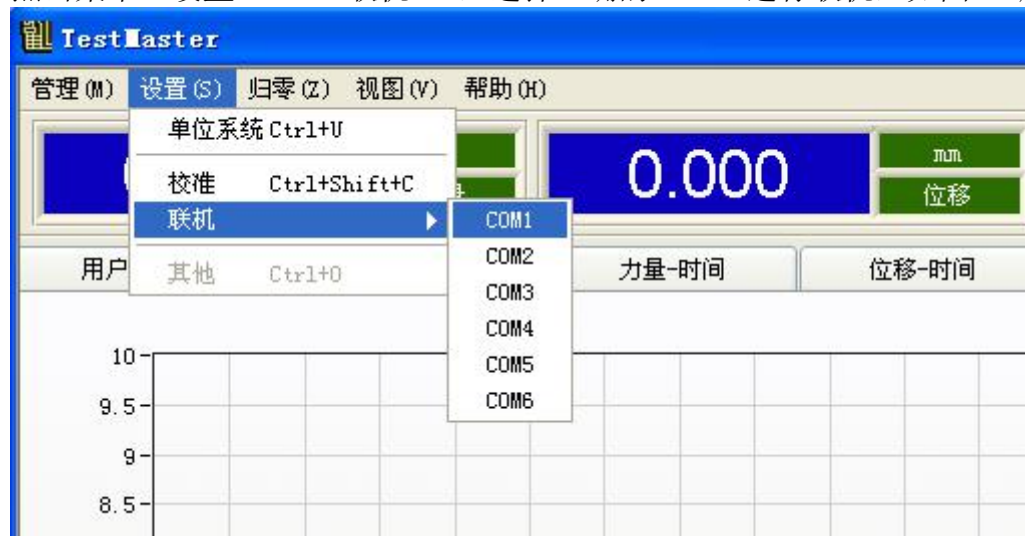 TestMaster
管理(M) 设置(S) 归零(Z) 视图(V) 帮助(H)
单位系统 Ctrl+U
校准 Ctrl+Shift+C
联机
其他 Ctrl+O
COM1
COM2
COM3
COM4
COM5
COM6
0.000
mm
位移
用户
力量-时间
位移-时间
10
9.5
9
8.5